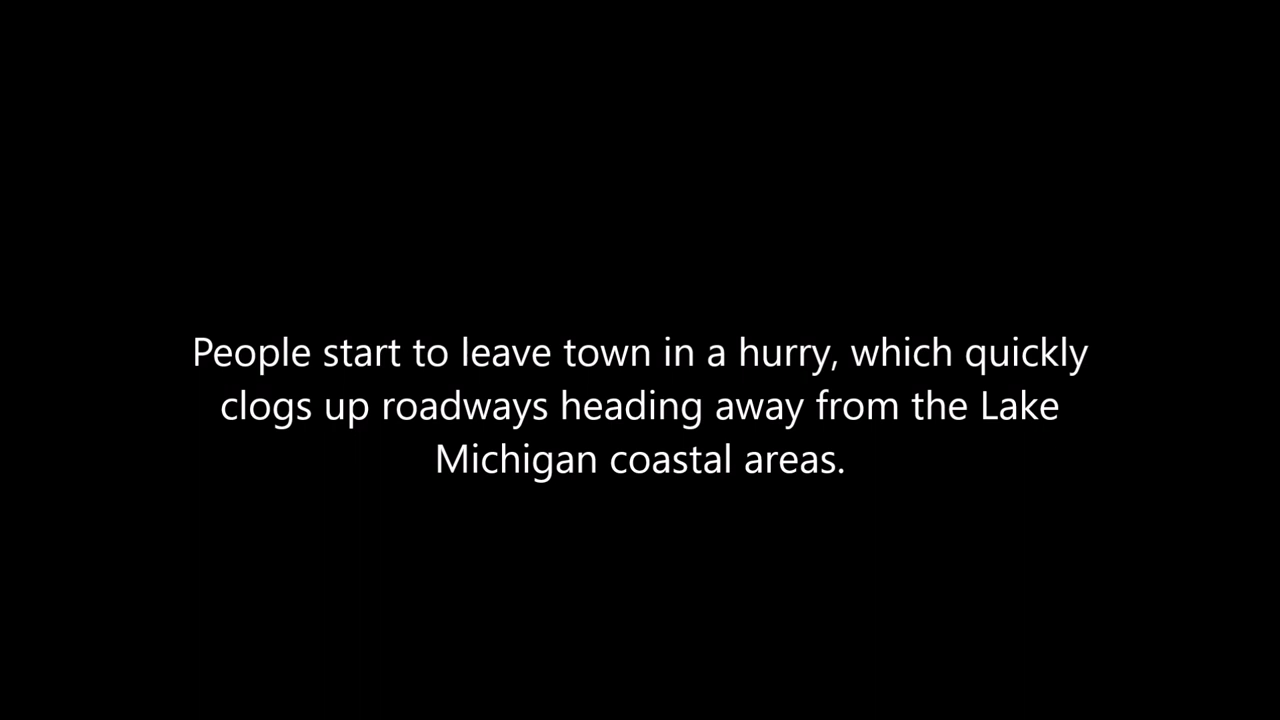 People start to leave town in a hurry, which quickly
clogs up roadways heading away from the Lake
Michigan coastal areas.